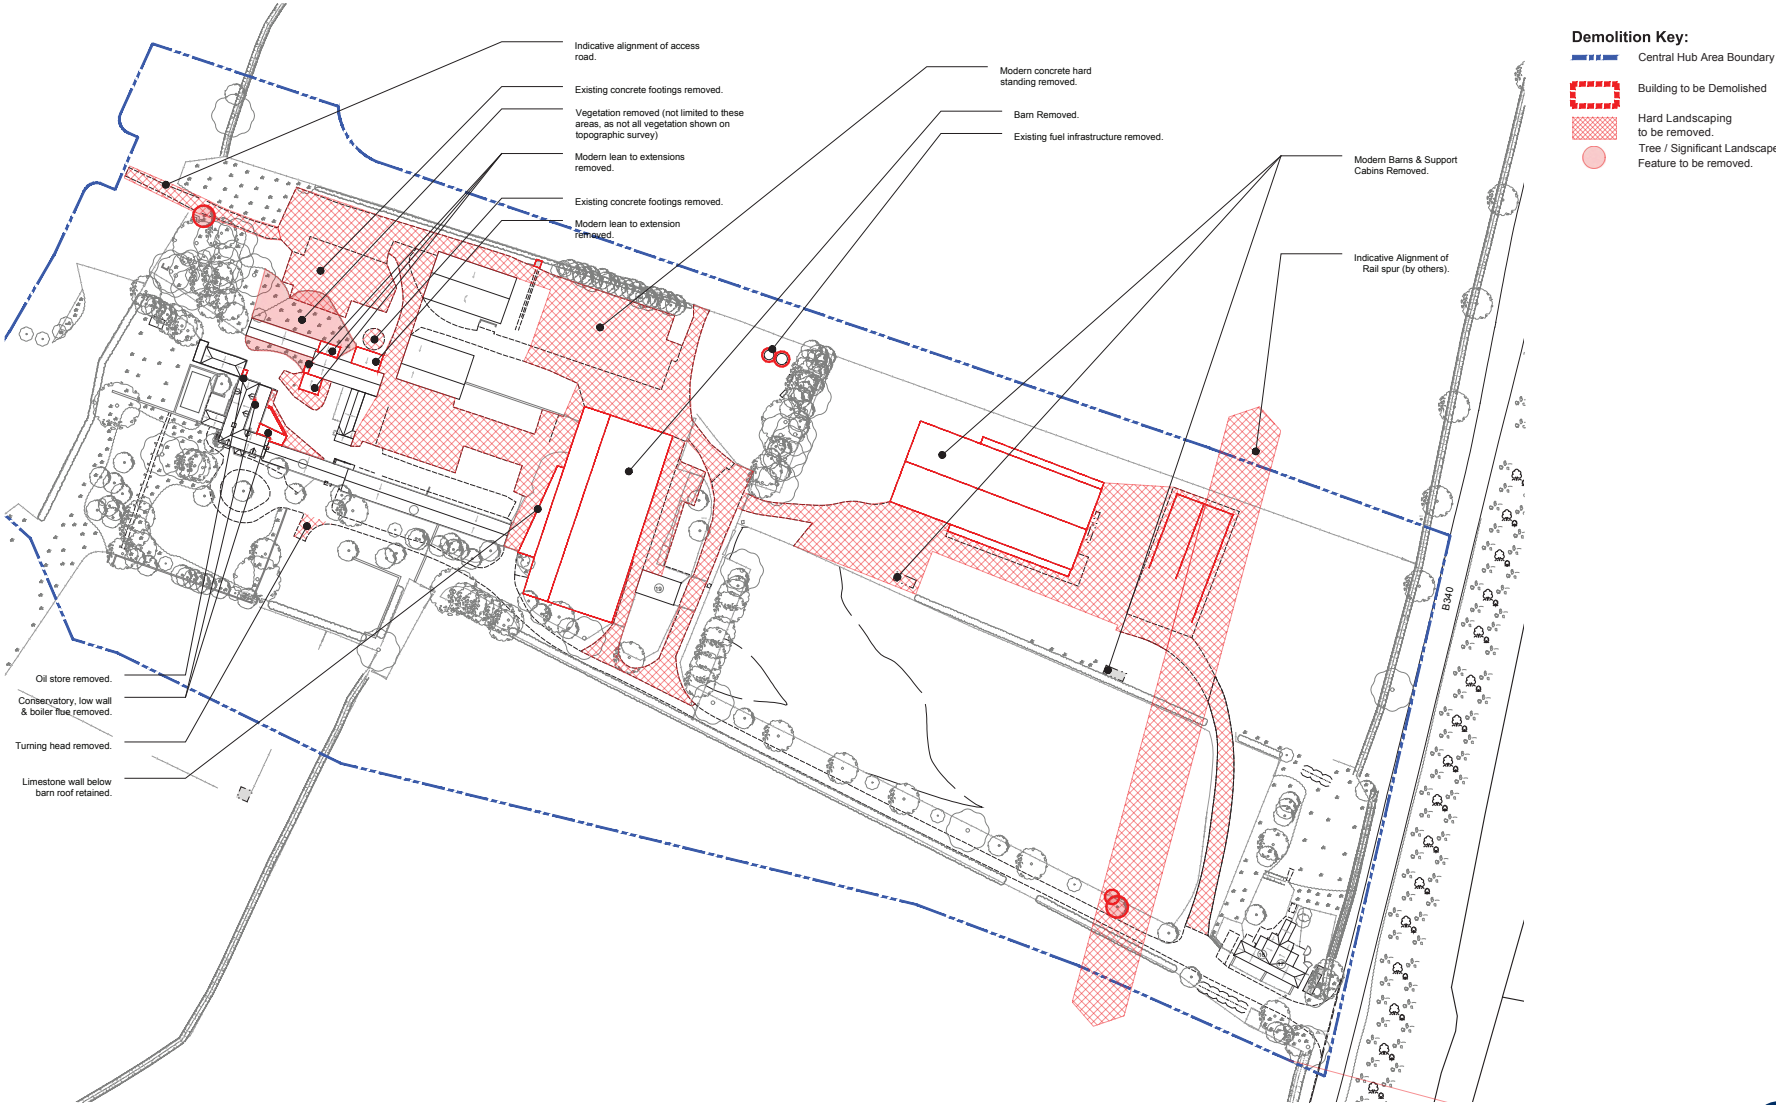 Indicative alignment of access
road.
Existing concrete footings removed.
Vegetation removed (not limited to these
areas, as not all vegetation shown on
topographic survey)
Modern lean to extensions
removed.
Existing concrete footings removed.
Modern lean to extension
removed.
Modern concrete hard
standing removed.
Barn Removed.
Existing fuel infrastructure removed.
Modern Barns & Support
Cabins Removed.
Indicative Alignment of
Rail spur (by others).
Demolition Key:
Central Hub Area Boundary
Building to be Demolished
Hard Landscaping
to be removed.
Tree / Significant Landscape
Feature to be removed.
B340
Oil store removed.
Conservatory, low wall
& boiler flue removed.
Turning head removed.
Limestone wall below
barn roof retained.